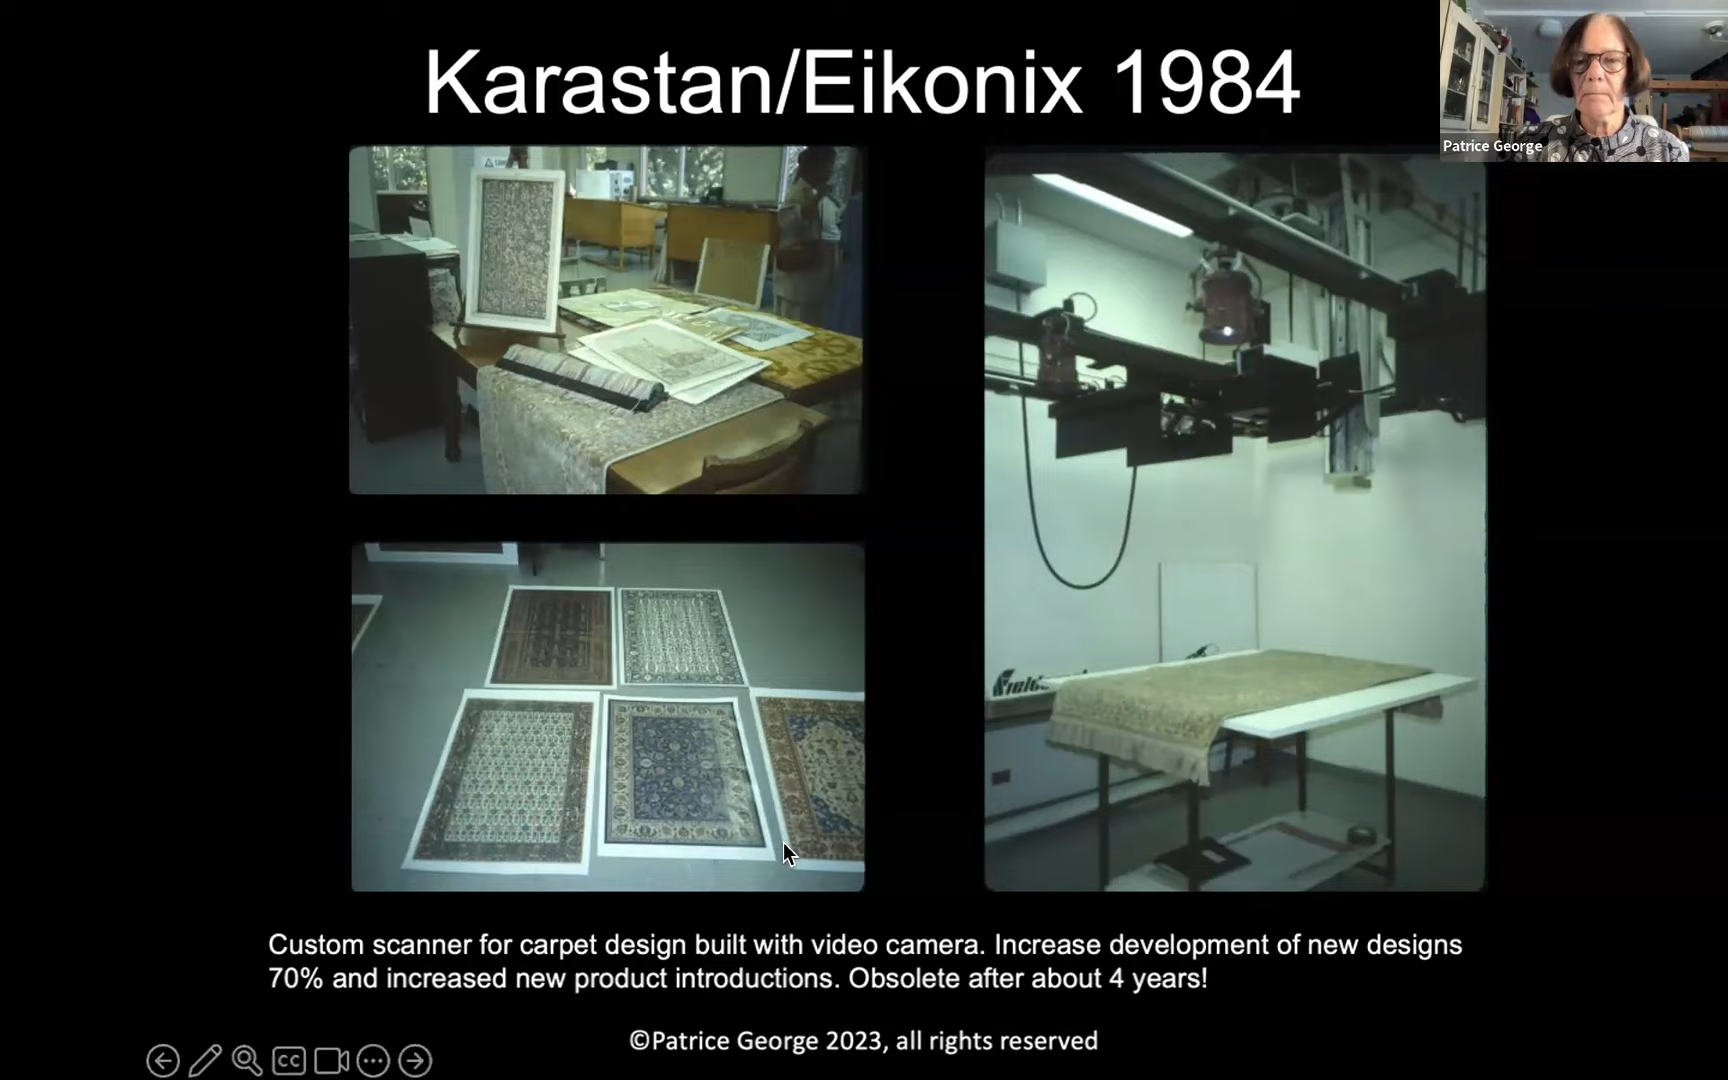 Karastan/Eikonix 1984
Patrice George
Custom scanner for carpet design built with video camera. Increase development of new designs
70% and increased new product introductions. Obsolete after about 4 years!
©Patrice George 2023, all rights reserved
CC